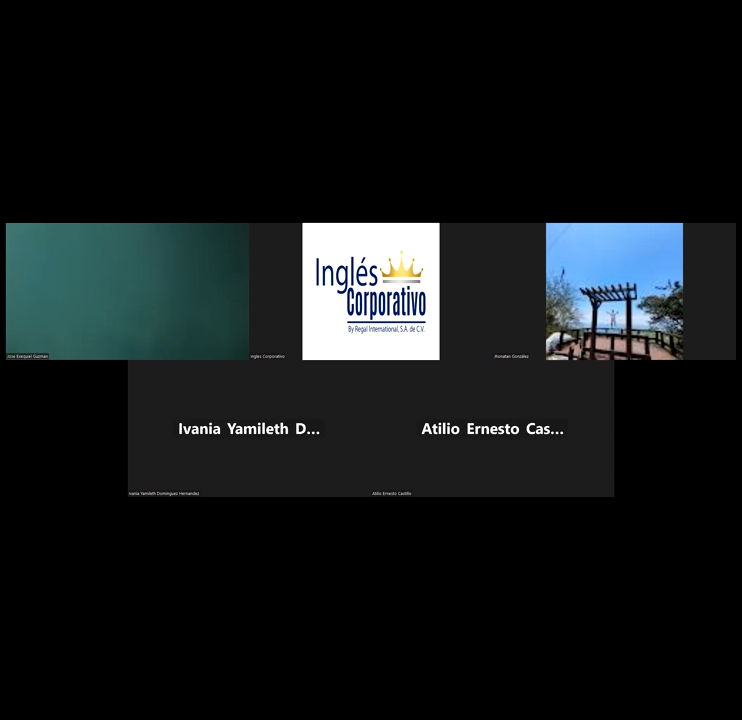 Inglés
Corporativo
By Regal International, S.A. de C.V.
Jose Exequiel Guzman
Ingles Corporativo
Jhonatan González
Ivania Yamileth D...
Atilio Ernesto Cas...
Ivania Yamileth Dominguez Hernandez
Atilio Ernesto Castillo